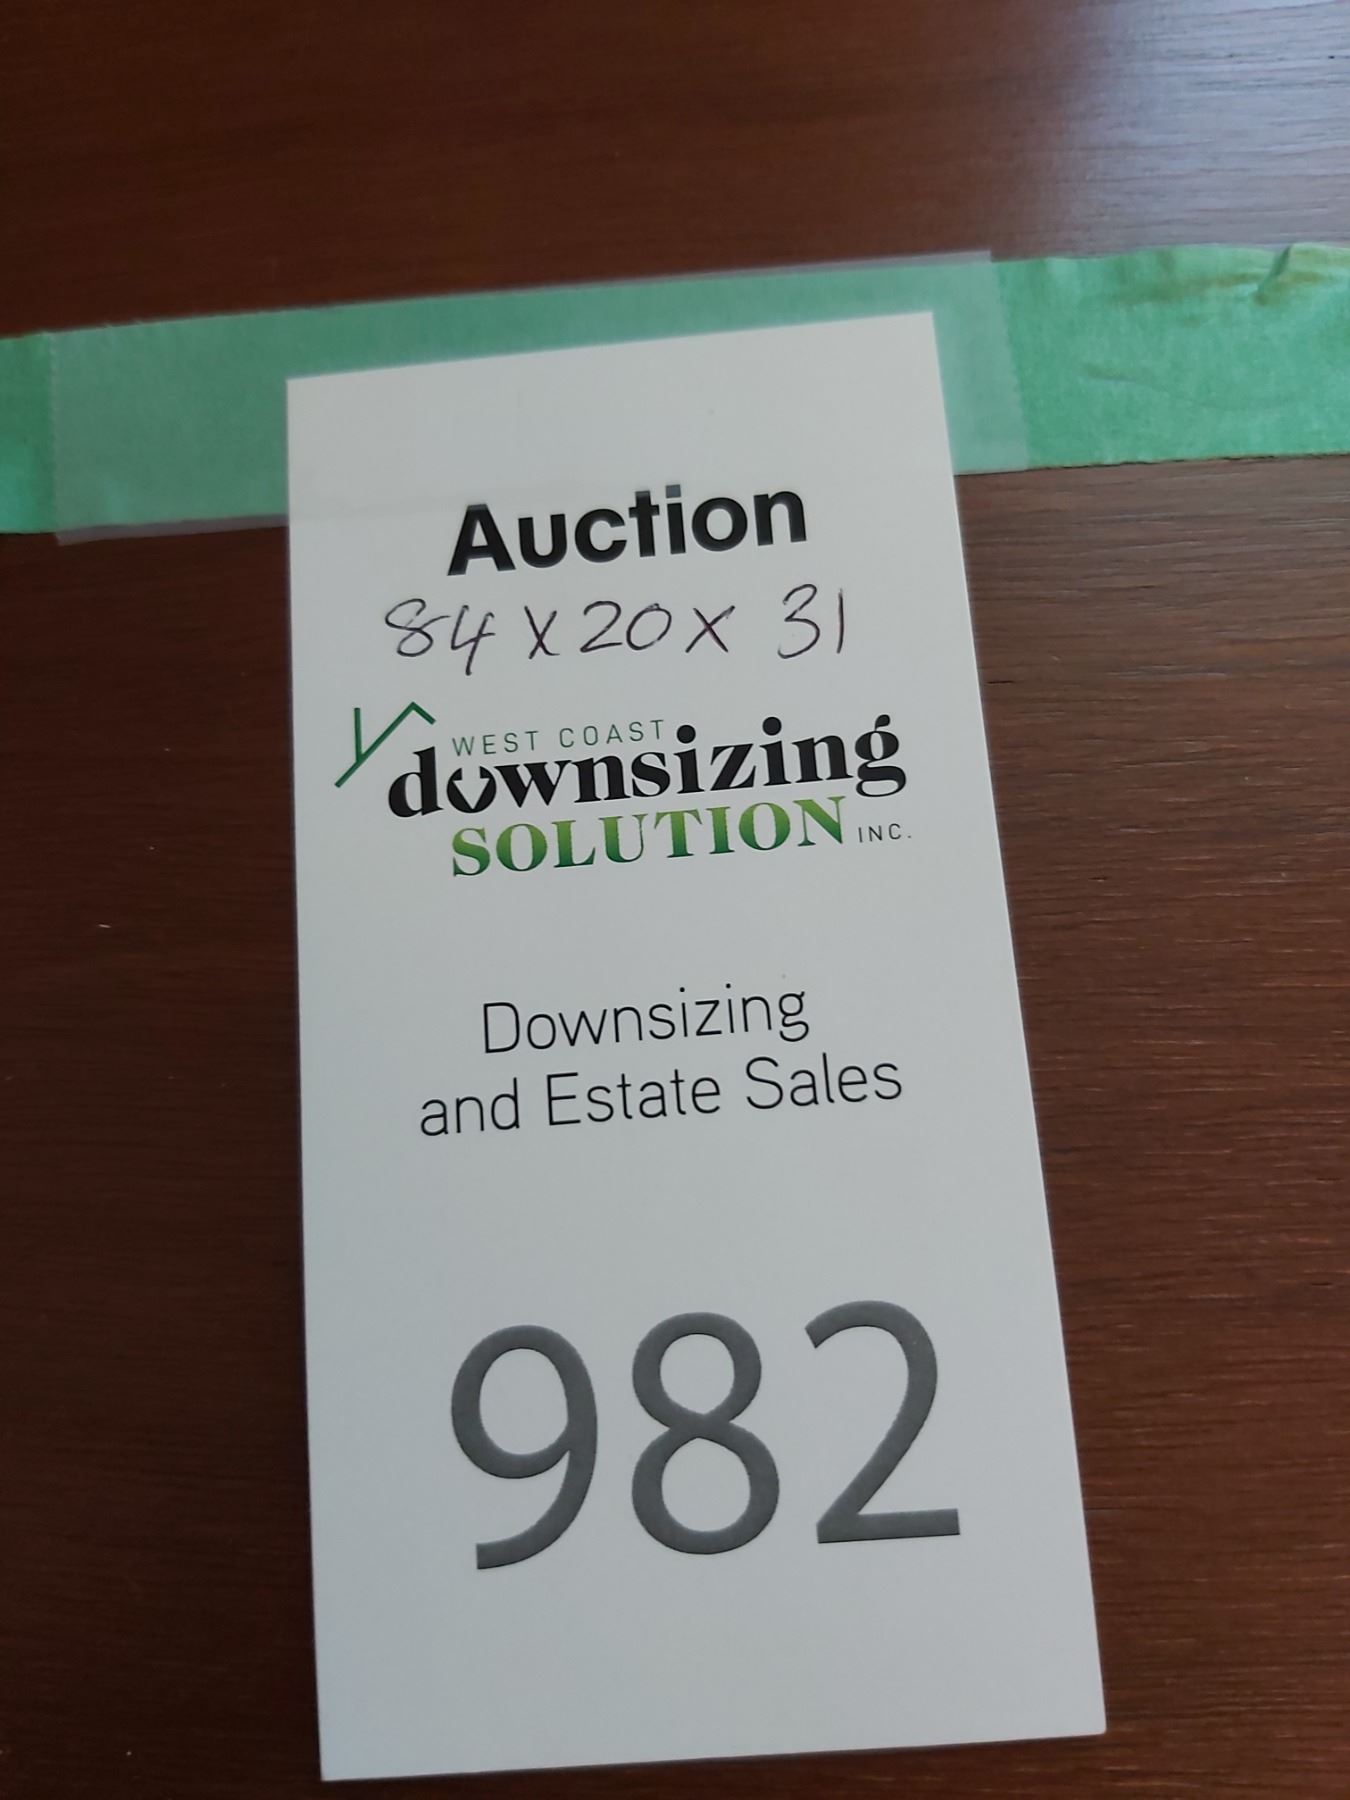 Auction
84 x 20 x 31
WEST COAST
downsizing
SOLUTION INC.
Downsizing
and Estate Sales
982